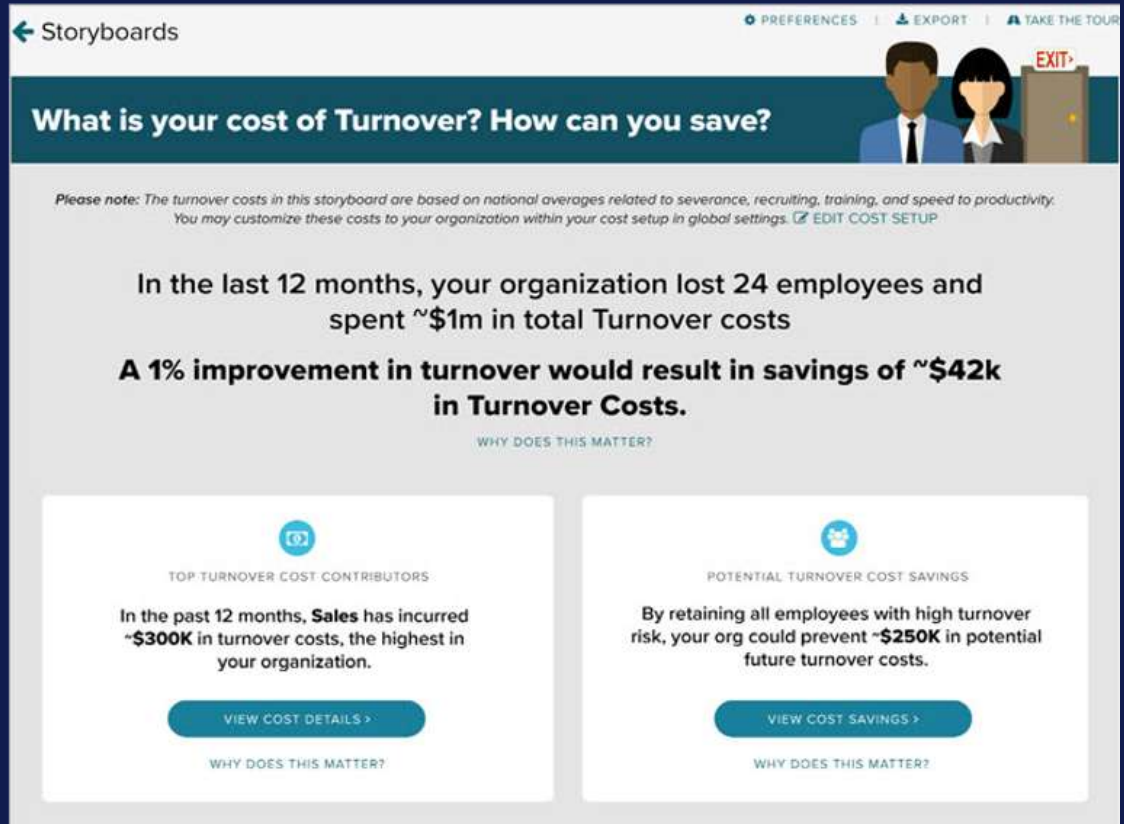 Storyboards
PREFERENCES | EXPORT | TAKE THE TOUR
EXIT›
What is your cost of Turnover? How can you save?
Please note: The turnover costs in this storyboard are based on national averages related to severance, recruiting, training, and speed to productivity.
You may customize these costs to your organization within your cost setup in global settings. EDIT COST SETUP
In the last 12 months, your organization lost 24 employees and
spent ~$1m in total Turnover costs
A 1% improvement in turnover would result in savings of ~$42k
in Turnover Costs.
WHY DOES THIS MATTER?
TOP TURNOVER COST CONTRIBUTORS
In the past 12 months, Sales has incurred
~$300K in turnover costs, the highest in
your organization.
VIEW COST DETAILS ›
WHY DOES THIS MATTER?
POTENTIAL TURNOVER COST SAVINGS
By retaining all employees with high turnover
risk, your org could prevent ~$250K in potential
future turnover costs.
VIEW COST SAVINGS ›
WHY DOES THIS MATTER?